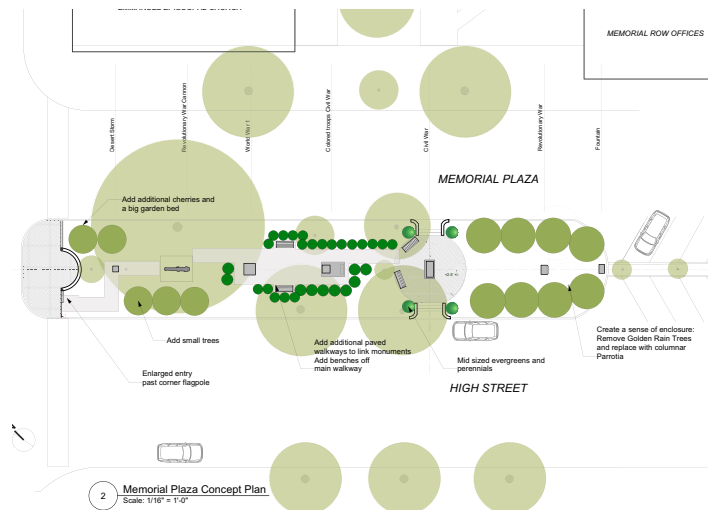 MEMORIAL ROW OFFICES
Desert Storm
Revolutionary War Cannon
World War I
Colored troops Civil War
Civil War
Revolutionary War
Fountain
MEMORIAL PLAZA
Add additional cherries and
a big garden bed
Add small trees
Enlarged entry
past corner flagpole
Add additional paved
walkways to link monuments
Add benches off
main walkway
Mid sized evergreens and
perennials
Create a sense of enclosure:
Remove Golden Rain Trees
and replace with columnar
Parrotia
HIGH STREET
2
Memorial Plaza Concept Plan
Scale: 1/16" = 1'-0"